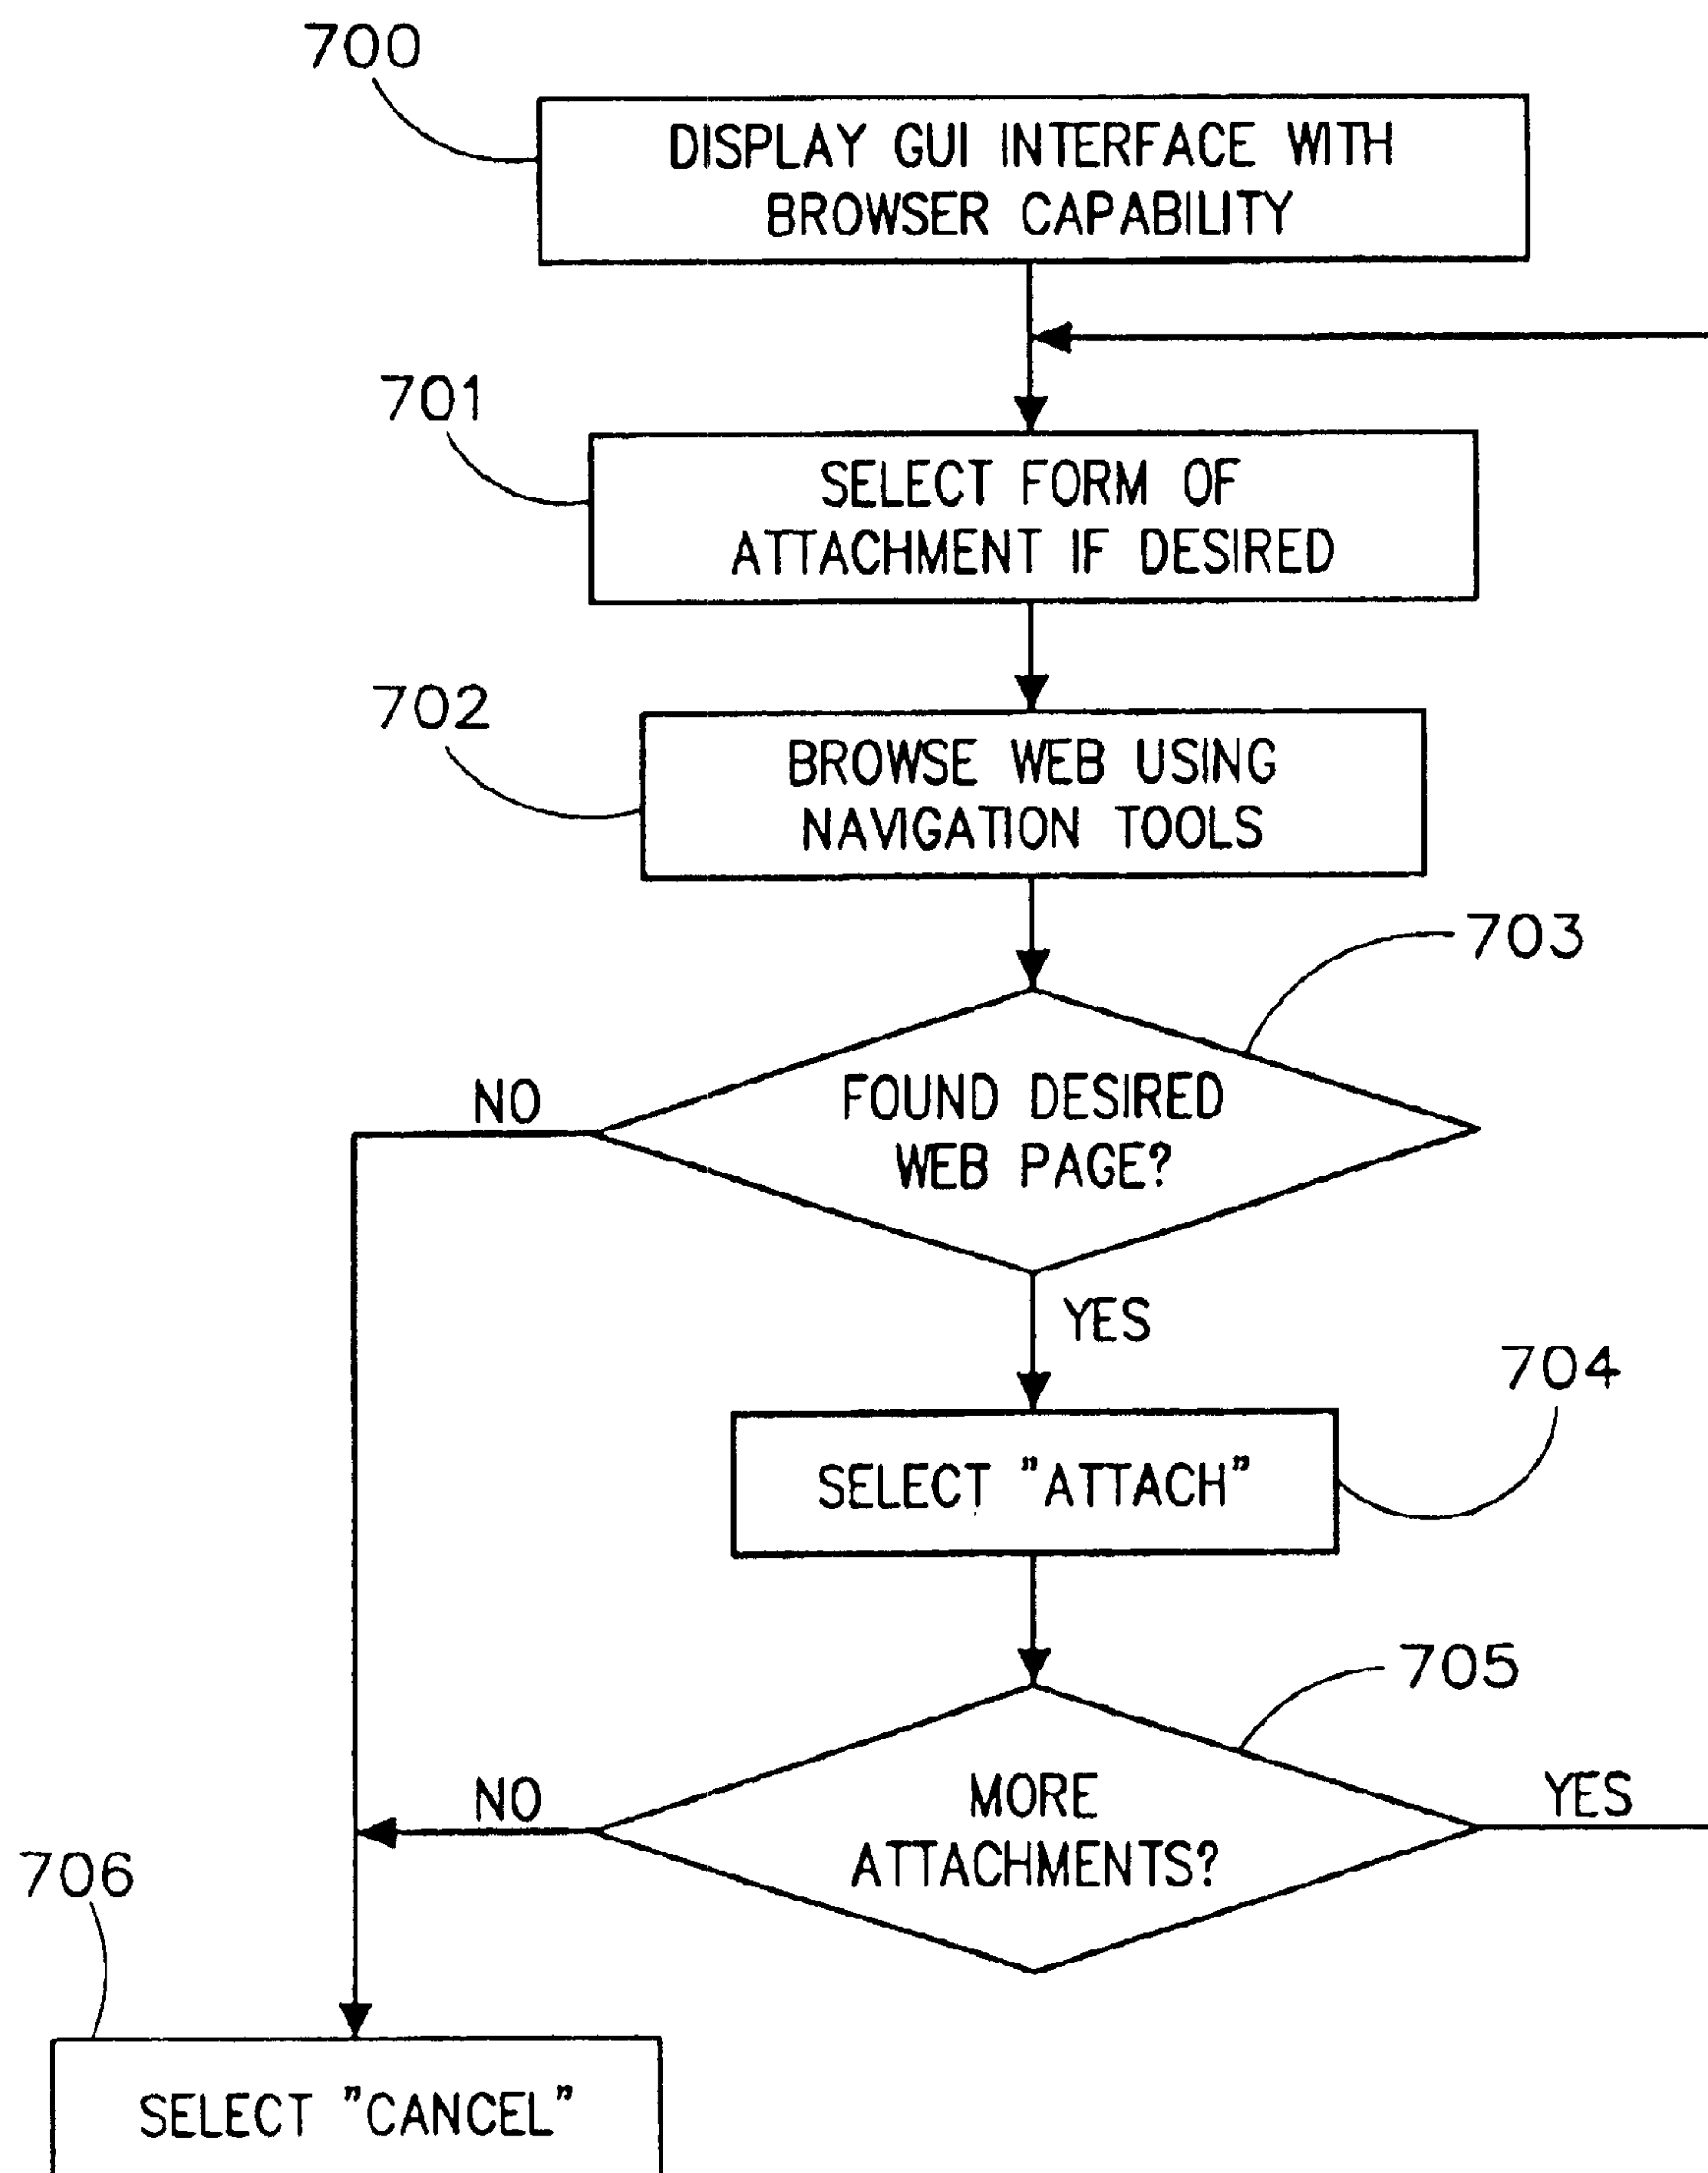 700
DISPLAY GUI INTERFACE WITH
BROWSER CAPABILITY
701
SELECT FORM OF
ATTACHMENT IF DESIRED
702
BROWSE WEB USING
NAVIGATION TOOLS
703
FOUND DESIRED
WEB PAGE?
NO
YES
704
SELECT "ATTACH"
705
MORE
ATTACHMENTS?
NO
YES
706
SELECT "CANCEL"